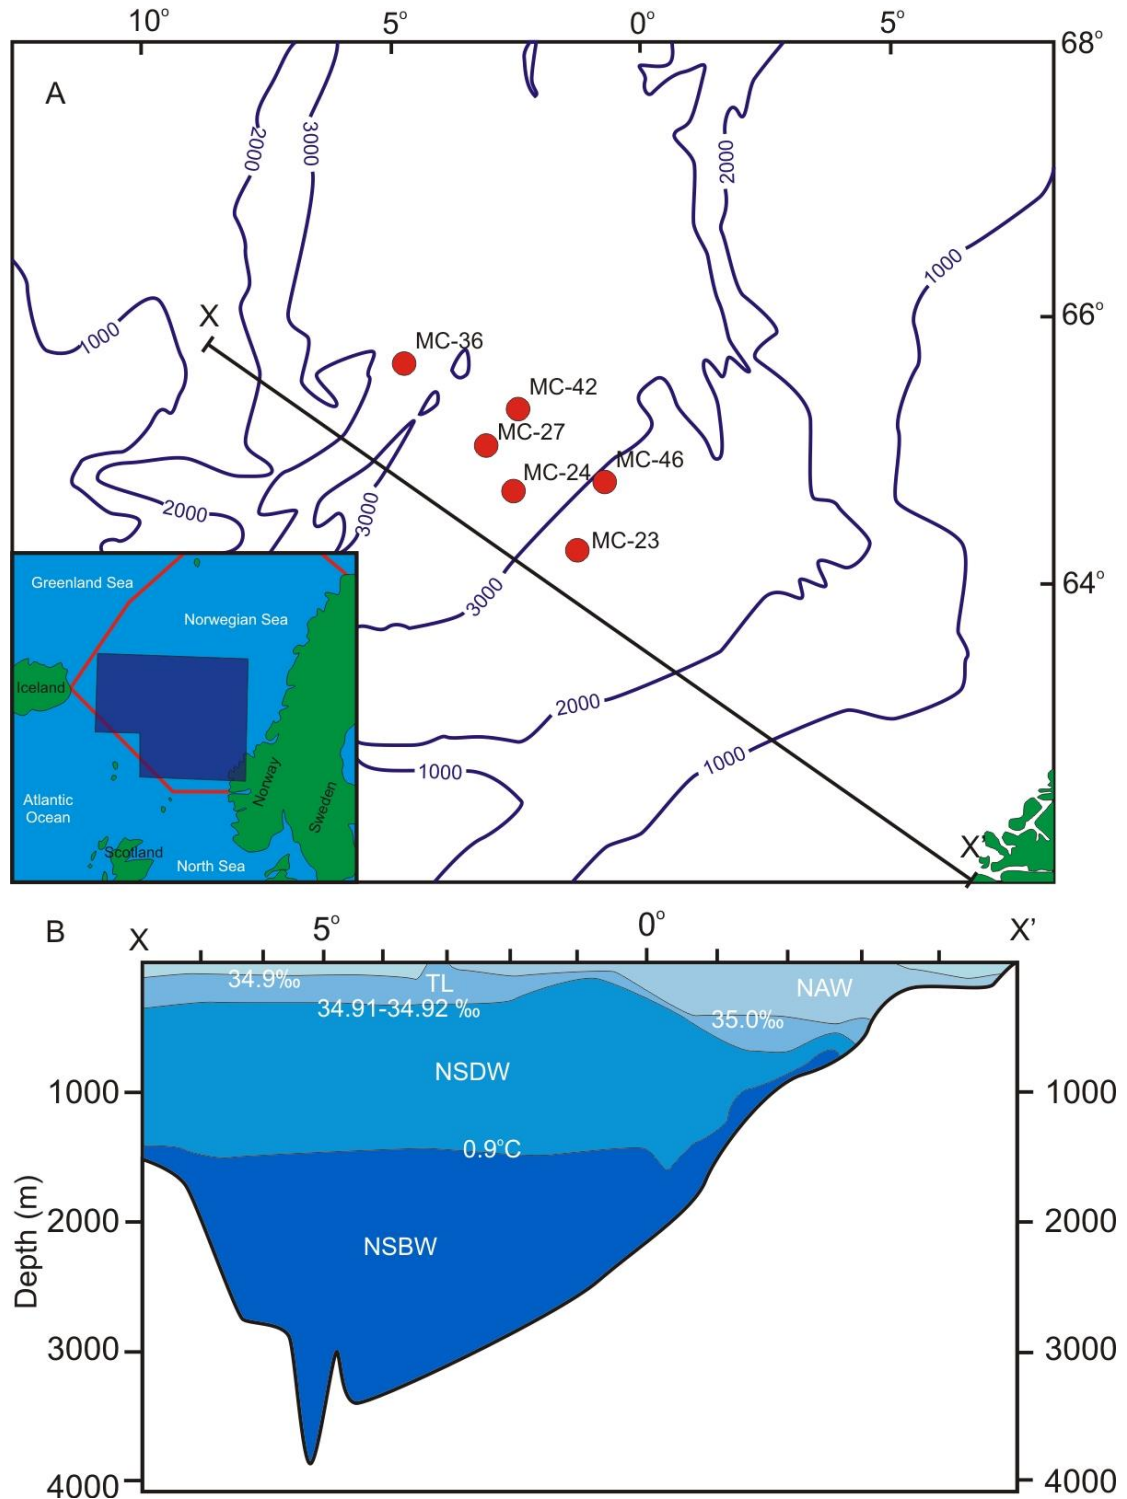 10° 5° 0° 5°
68°
A
2000
3000
2000
1000
66°
X
MC-36
1000
MC-42
MC-27
MC-46
MC-24
2000
3000
MC-23
64°
3000
Greenland Sea
Norwegian Sea
Iceland
2000
1000
1000
Norway
Sweden
Atlantic
Ocean
Scotland
North Sea
X'
B
X 5° 0° X'
34.9‰
TL
NAW
34.91-34.92 ‰
35.0‰
NSDW
1000 1000
0.9°C
Depth (m)
2000 2000
NSBW
3000 3000
4000 4000